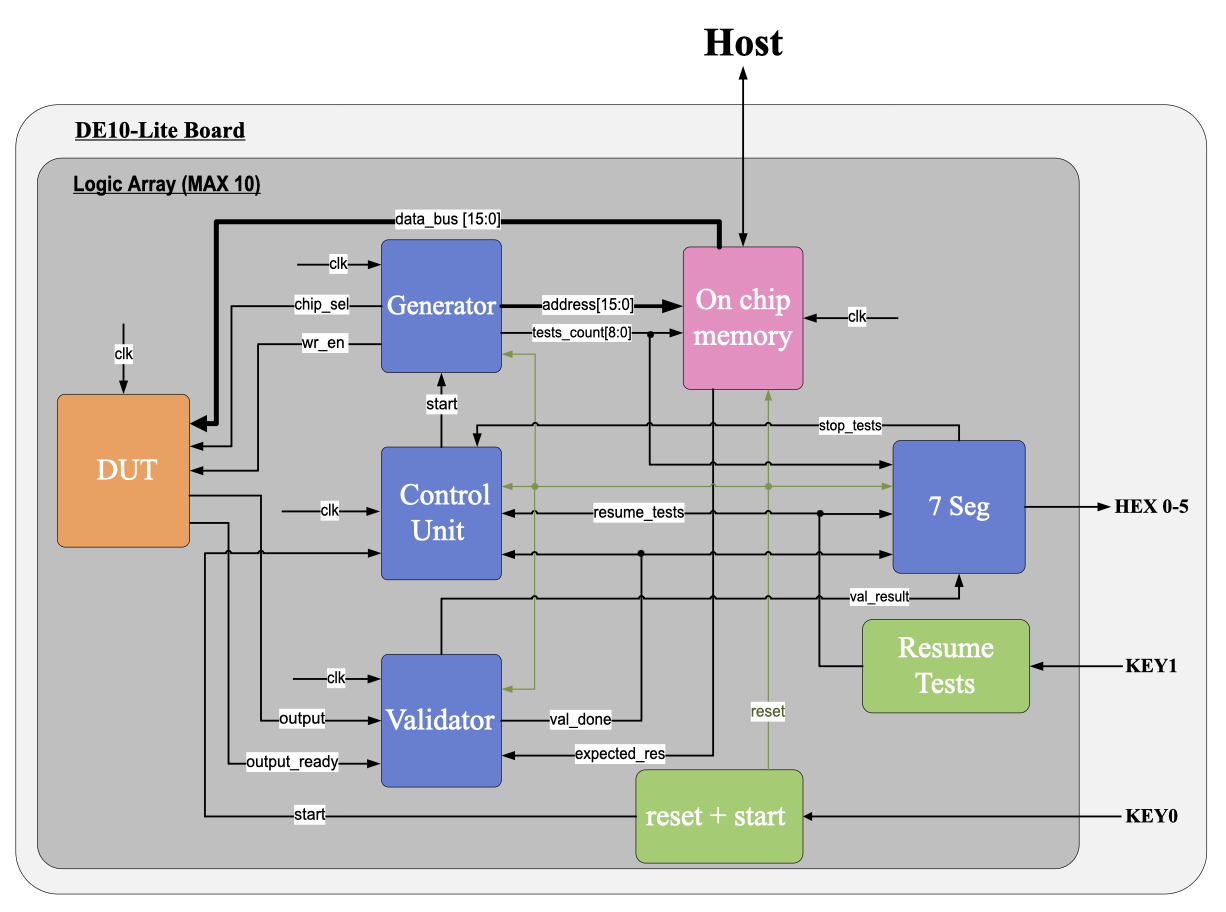 Host
DE10-Lite Board
Logic Array (MAX 10)
data_bus [15:0]
clk
Generator
chip_sel
wr_en
address[15:0]
tests_count[8:0]
On chip
memory
clk
clk
DUT
start
stop_tests
Control
Unit
clk
resume_tests
7 Seg
HEX 0-5
val_result
Resume
Tests
KEY1
clk
Validator
output
output_ready
val_done
expected_res
reset
start
reset + start
KEY0